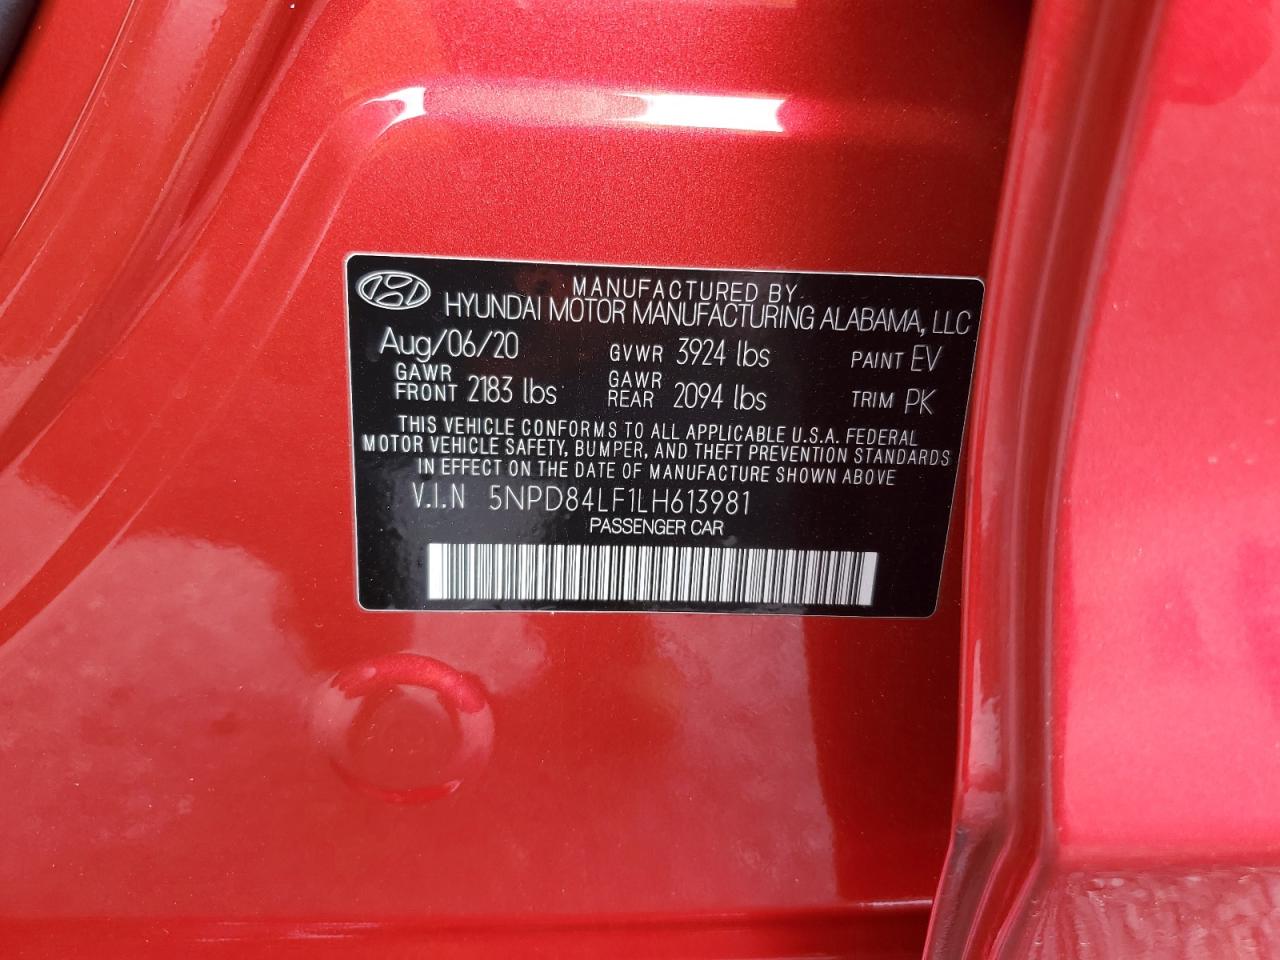 MANUFACTURED BY
HYUNDAI MOTOR MANUFACTURING ALABAMA, LLC
Aug/06/20 GVWR 3924 lbs PAINT EV
GAWR FRONT 2183 lbs GAWR REAR 2094 lbs TRIM PK
THIS VEHICLE CONFORMS TO ALL APPLICABLE U.S.A. FEDERAL
MOTOR VEHICLE SAFETY, BUMPER, AND THEFT PREVENTION STANDARDS
IN EFFECT ON THE DATE OF MANUFACTURE SHOWN ABOVE
V.I.N 5NPD84LF1LH613981
PASSENGER CAR